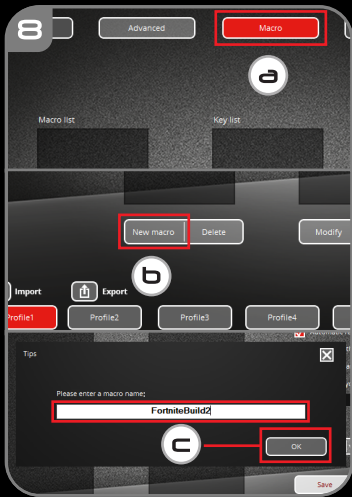 8
Advanced
Macro
a
Macro list
Key list
New macro
Delete
Modify
b
Import
Export
Profile1
Profile2
Profile3
Profile4
Tips
Please enter a macro name:
FortniteBuild2
c
OK
Save